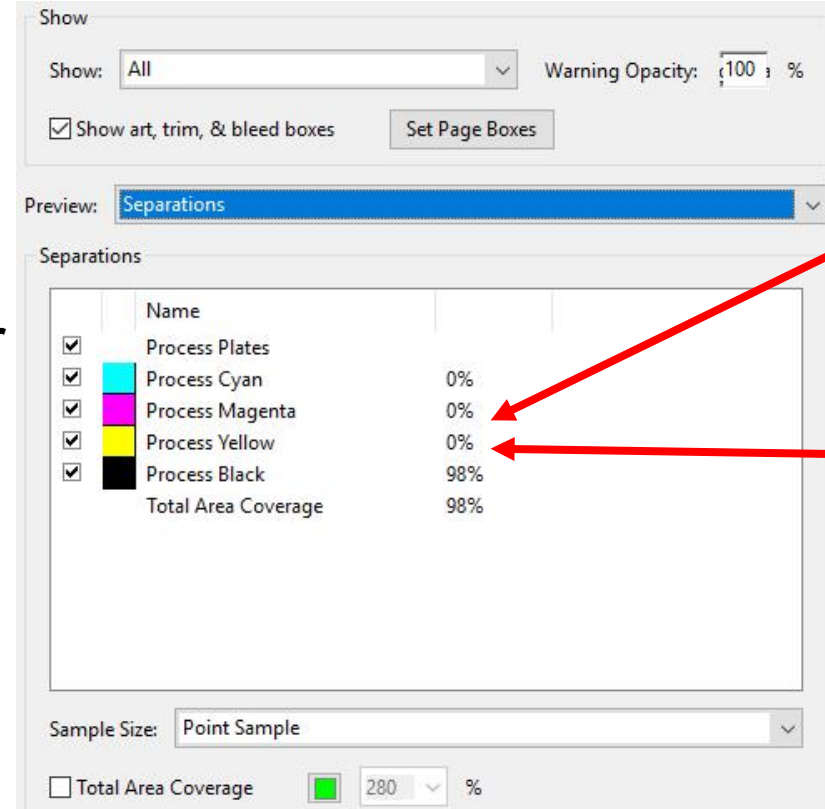 Show
Show: All Warning Opacity: 100 %
Show art, trim, & bleed boxes Set Page Boxes
Preview: Separations
Separations
Name
Process Plates
Process Cyan 0%
Process Magenta 0%
Process Yellow 0%
Process Black 98%
Total Area Coverage 98%
Sample Size: Point Sample
Total Area Coverage 280 %